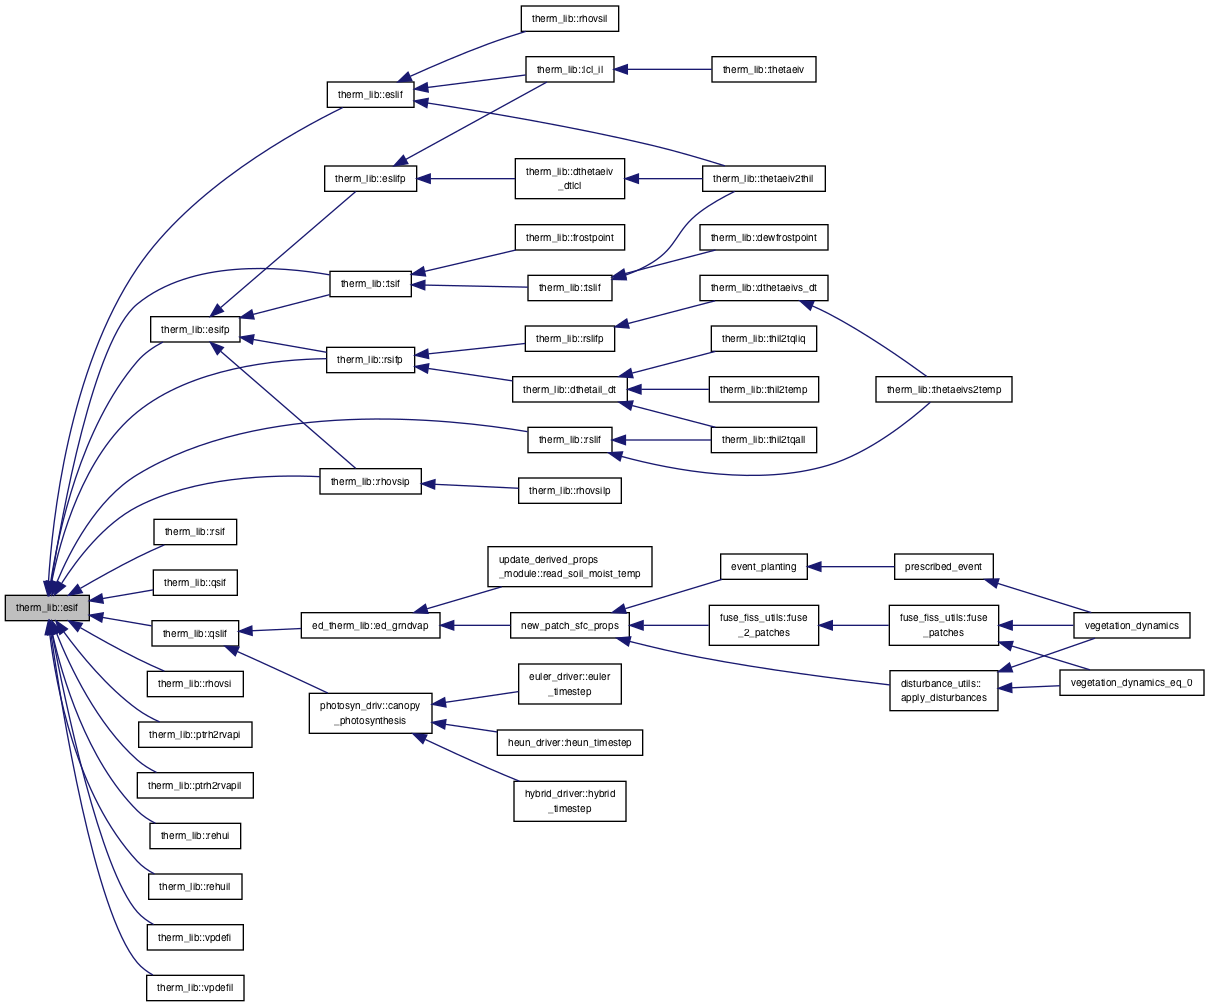 therm_lib::rhovsil
therm_lib::lcl_il
therm_lib::thetaeiv
therm_lib::eslif
therm_lib::eslifp
therm_lib::dthetaeiv
_dtlcl
therm_lib::thetaeiv2thil
therm_lib::frostpoint
therm_lib::dewfrostpoint
therm_lib::tsif
therm_lib::tslif
therm_lib::dthetaeivs_dt
therm_lib::esifp
therm_lib::rslifp
therm_lib::thil2tqliq
therm_lib::rsifp
therm_lib::dthetail_dt
therm_lib::thil2temp
therm_lib::thetaeivs2temp
therm_lib::rslif
therm_lib::thil2tqall
therm_lib::rhovsip
therm_lib::rhovsilp
therm_lib::rsif
update_derived_props
_module::read_soil_moist_temp
event_planting
prescribed_event
therm_lib::qsif
therm_lib::esif
therm_lib::qslif
ed_therm_lib::ed_grndvap
new_patch_sfc_props
fuse_fiss_utils::fuse
_2_patches
fuse_fiss_utils::fuse
_patches
vegetation_dynamics
therm_lib::rhovsi
euler_driver::euler
_timestep
disturbance_utils::
apply_disturbances
vegetation_dynamics_eq_0
photosyn_driv::canopy
_photosynthesis
therm_lib::ptrh2rvapi
heun_driver::heun_timestep
therm_lib::ptrh2rvapil
hybrid_driver::hybrid
_timestep
therm_lib::rehui
therm_lib::rehuil
therm_lib::vpdefi
therm_lib::vpdefil